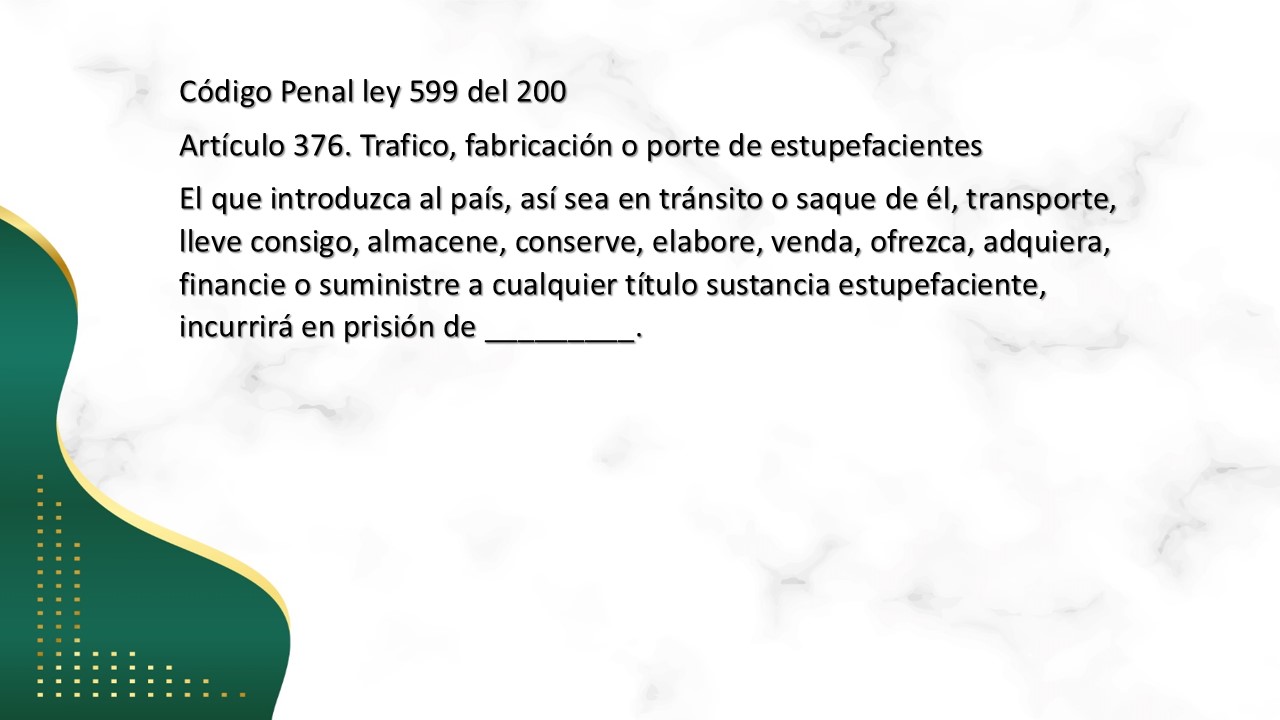 Código Penal ley 599 del 200
Artículo 376. Trafico, fabricación o porte de estupefacientes
El que introduzca al país, así sea en tránsito o saque de él, transporte,
lleve consigo, almacene, conserve, elabore, venda, ofrezca, adquiera,
financie o suministre a cualquier título sustancia estupefaciente,
incurrirá en prisión de _________.